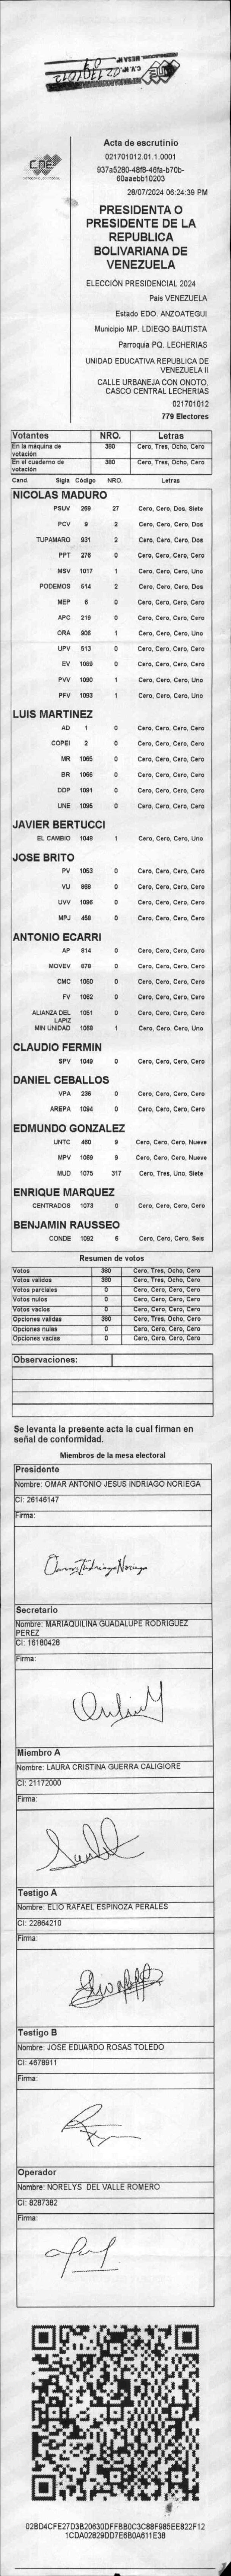 CNE
Acta de escrutinio
021701012.01.1.0001
937a5280-48f8-46fa-b70b-
60aaebb10203
28/07/2024 06:24:39 PM
PRESIDENTA O
PRESIDENTE DE LA
REPUBLICA
BOLIVARIANA DE
VENEZUELA
ELECCIÓN PRESIDENCIAL 2024
Pais VENEZUELA
Estado EDO. ANZOATEGUI
Municipio MP. LDIEGO BAUTISTA
Parroquia PQ. LECHERIAS
UNIDAD EDUCATIVA REPUBLICA DE
VENEZUELA II
CALLE URBANEJA CON ONOTO,
CASCO CENTRAL LECHERIAS
021701012
779 Electores
Votantes NRO. Letras
En la máquina de votación 380 Cero, Tres, Ocho, Cero
En el cuaderno de votación 380 Cero, Tres, Ocho, Cero
Cand. Sigla Código NRO. Letras
NICOLAS MADURO
PSUV 269 27 Cero, Cero, Dos, Siete
PCV 9 2 Cero, Cero, Cero, Dos
TUPAMARO 931 2 Cero, Cero, Cero, Dos
PPT 276 0 Cero, Cero, Cero, Cero
MSV 1017 1 Cero, Cero, Cero, Uno
PODEMOS 514 2 Cero, Cero, Cero, Dos
MEP 6 0 Cero, Cero, Cero, Cero
APC 219 0 Cero, Cero, Cero, Cero
ORA 906 1 Cero, Cero, Cero, Uno
UPV 513 0 Cero, Cero, Cero, Cero
EV 1089 0 Cero, Cero, Cero, Cero
PVV 1090 1 Cero, Cero, Cero, Uno
PFV 1093 1 Cero, Cero, Cero, Uno
LUIS MARTINEZ
AD 1 0 Cero, Cero, Cero, Cero
COPEI 2 0 Cero, Cero, Cero, Cero
MR 1065 0 Cero, Cero, Cero, Cero
BR 1066 0 Cero, Cero, Cero, Cero
DDP 1091 0 Cero, Cero, Cero, Cero
UNE 1095 0 Cero, Cero, Cero, Cero
JAVIER BERTUCCI
EL CAMBIO 1048 1 Cero, Cero, Cero, Uno
JOSE BRITO
PV 1053 0 Cero, Cero, Cero, Cero
VU 868 0 Cero, Cero, Cero, Cero
UVV 1096 0 Cero, Cero, Cero, Cero
MPJ 458 0 Cero, Cero, Cero, Cero
ANTONIO ECARRI
AP 814 0 Cero, Cero, Cero, Cero
MOVEV 878 0 Cero, Cero, Cero, Cero
CMC 1050 0 Cero, Cero, Cero, Cero
FV 1062 0 Cero, Cero, Cero, Cero
ALIANZA DEL LAPIZ 1061 0 Cero, Cero, Cero, Cero
MIN UNIDAD 1068 1 Cero, Cero, Cero, Uno
CLAUDIO FERMIN
SPV 1049 0 Cero, Cero, Cero, Cero
DANIEL CEBALLOS
VPA 236 0 Cero, Cero, Cero, Cero
AREPA 1094 0 Cero, Cero, Cero, Cero
EDMUNDO GONZALEZ
UNTC 460 9 Cero, Cero, Cero, Nueve
MPV 1069 9 Cero, Cero, Cero, Nueve
MUD 1075 317 Cero, Tres, Uno, Siete
ENRIQUE MARQUEZ
CENTRADOS 1073 0 Cero, Cero, Cero, Cero
BENJAMIN RAUSSEO
CONDE 1092 6 Cero, Cero, Cero, Seis
Resumen de votos
Votos 380 Cero, Tres, Ocho, Cero
Votos validos 380 Cero, Tres, Ocho, Cero
Votos parciales 0 Cero, Cero, Cero, Cero
Votos nulos 0 Cero, Cero, Cero, Cero
Votos vacios 0 Cero, Cero, Cero, Cero
Opciones validas 380 Cero, Tres, Ocho, Cero
Opciones nulas 0 Cero, Cero, Cero, Cero
Opciones vacias 0 Cero, Cero, Cero, Cero
Observaciones:
Se levanta la presente acta la cual firman en
señal de conformidad.
Miembros de la mesa electoral
Presidente
Nombre: OMAR ANTONIO JESUS INDRIAGO NORIEGA
CI: 26146147
Firma:
Secretario
Nombre: MARIAQUILINA GUADALUPE RODRIGUEZ
PEREZ
CI: 16180428
Firma:
Miembro A
Nombre: LAURA CRISTINA GUERRA CALIGIORE
CI: 21172000
Firma:
Testigo A
Nombre: ELIO RAFAEL ESPINOZA PERALES
CI: 22864210
Firma:
Testigo B
Nombre: JOSE EDUARDO ROSAS TOLEDO
CI: 4678911
Firma:
Operador
Nombre: NORELYS DEL VALLE ROMERO
CI: 8287382
Firma:
02BD4CFE27D3B20630DFFBB0C3C88F985EE822F12
1CDA02829DD7E6B0A611E38